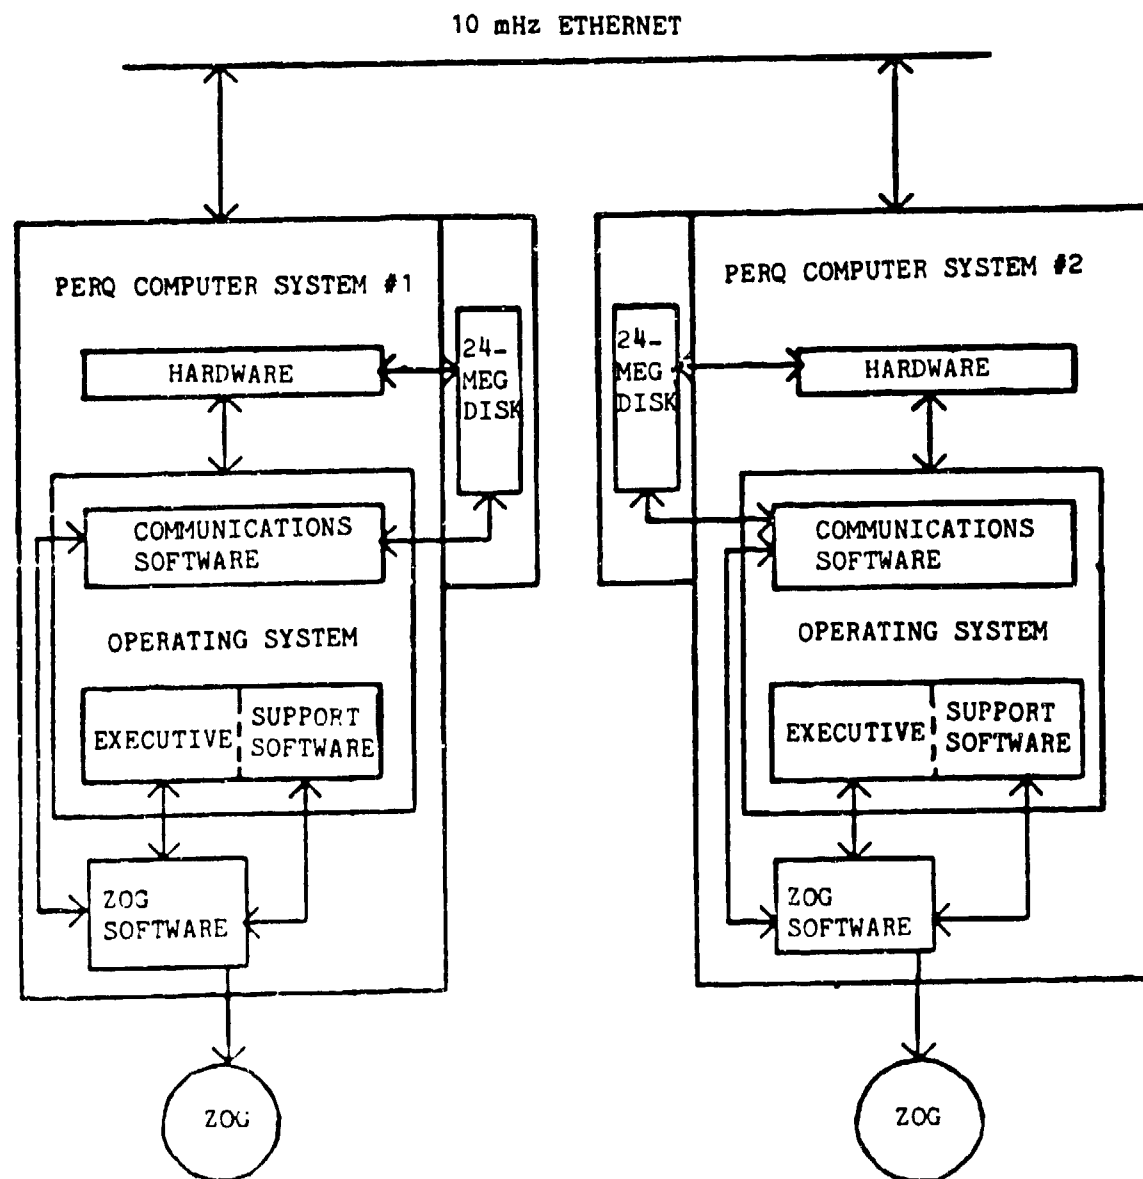 10 mHz ETHERNET
PERQ COMPUTER SYSTEM #1
HARDWARE
24-
MEG
DISK
COMMUNICATIONS
SOFTWARE
OPERATING SYSTEM
EXECUTIVE
SUPPORT
SOFTWARE
ZOG
SOFTWARE
ZOG
PERQ COMPUTER SYSTEM #2
24-
MEG
DISK
HARDWARE
COMMUNICATIONS
SOFTWARE
OPERATING SYSTEM
EXECUTIVE
SUPPORT
SOFTWARE
ZOG
SOFTWARE
ZOG